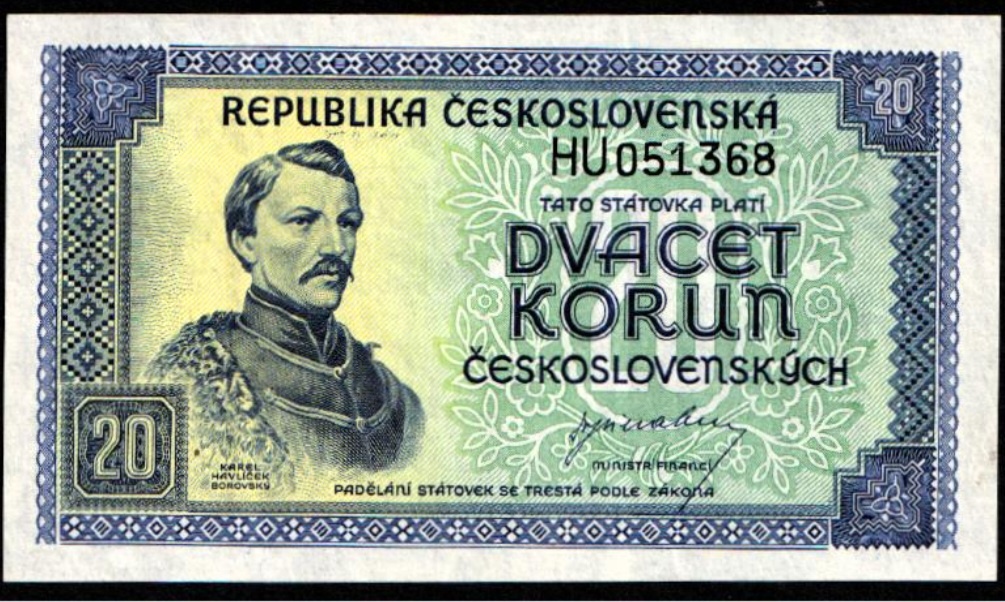 20
REPUBLIKA ČESKOSLOVENSKÁ
HU051368
TATO STÁTOVKA PLATÍ
DVACET
KORUN
ČESKOSLOVENSKÝCH
MINISTR FINANCÍ
20
KAREL
HAVLÍČEK
BOROVSKÝ
PADĚLÁNÍ STÁTOVEK SE TRESTÁ PODLE ZÁKONA